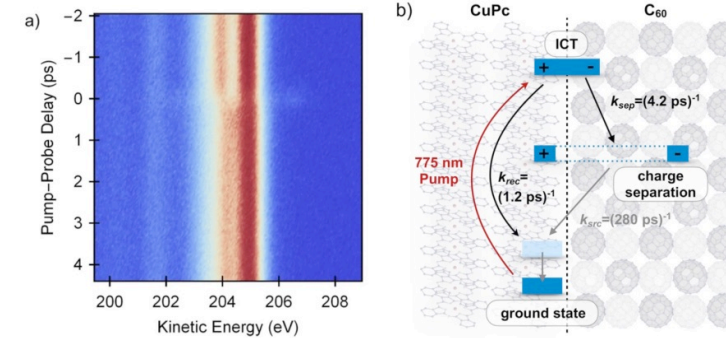 a)
Pump−Probe Delay (ps)
−2
−1
0
1
2
3
4
200 202 204 206 208
Kinetic Energy (eV)
b)
CuPc C60
ICT
+ -
ksep=(4.2 ps)-1
775 nm
Pump
+ -
krec=
(1.2 ps)-1
charge
separation
ksrc=(280 ps)-1
ground state